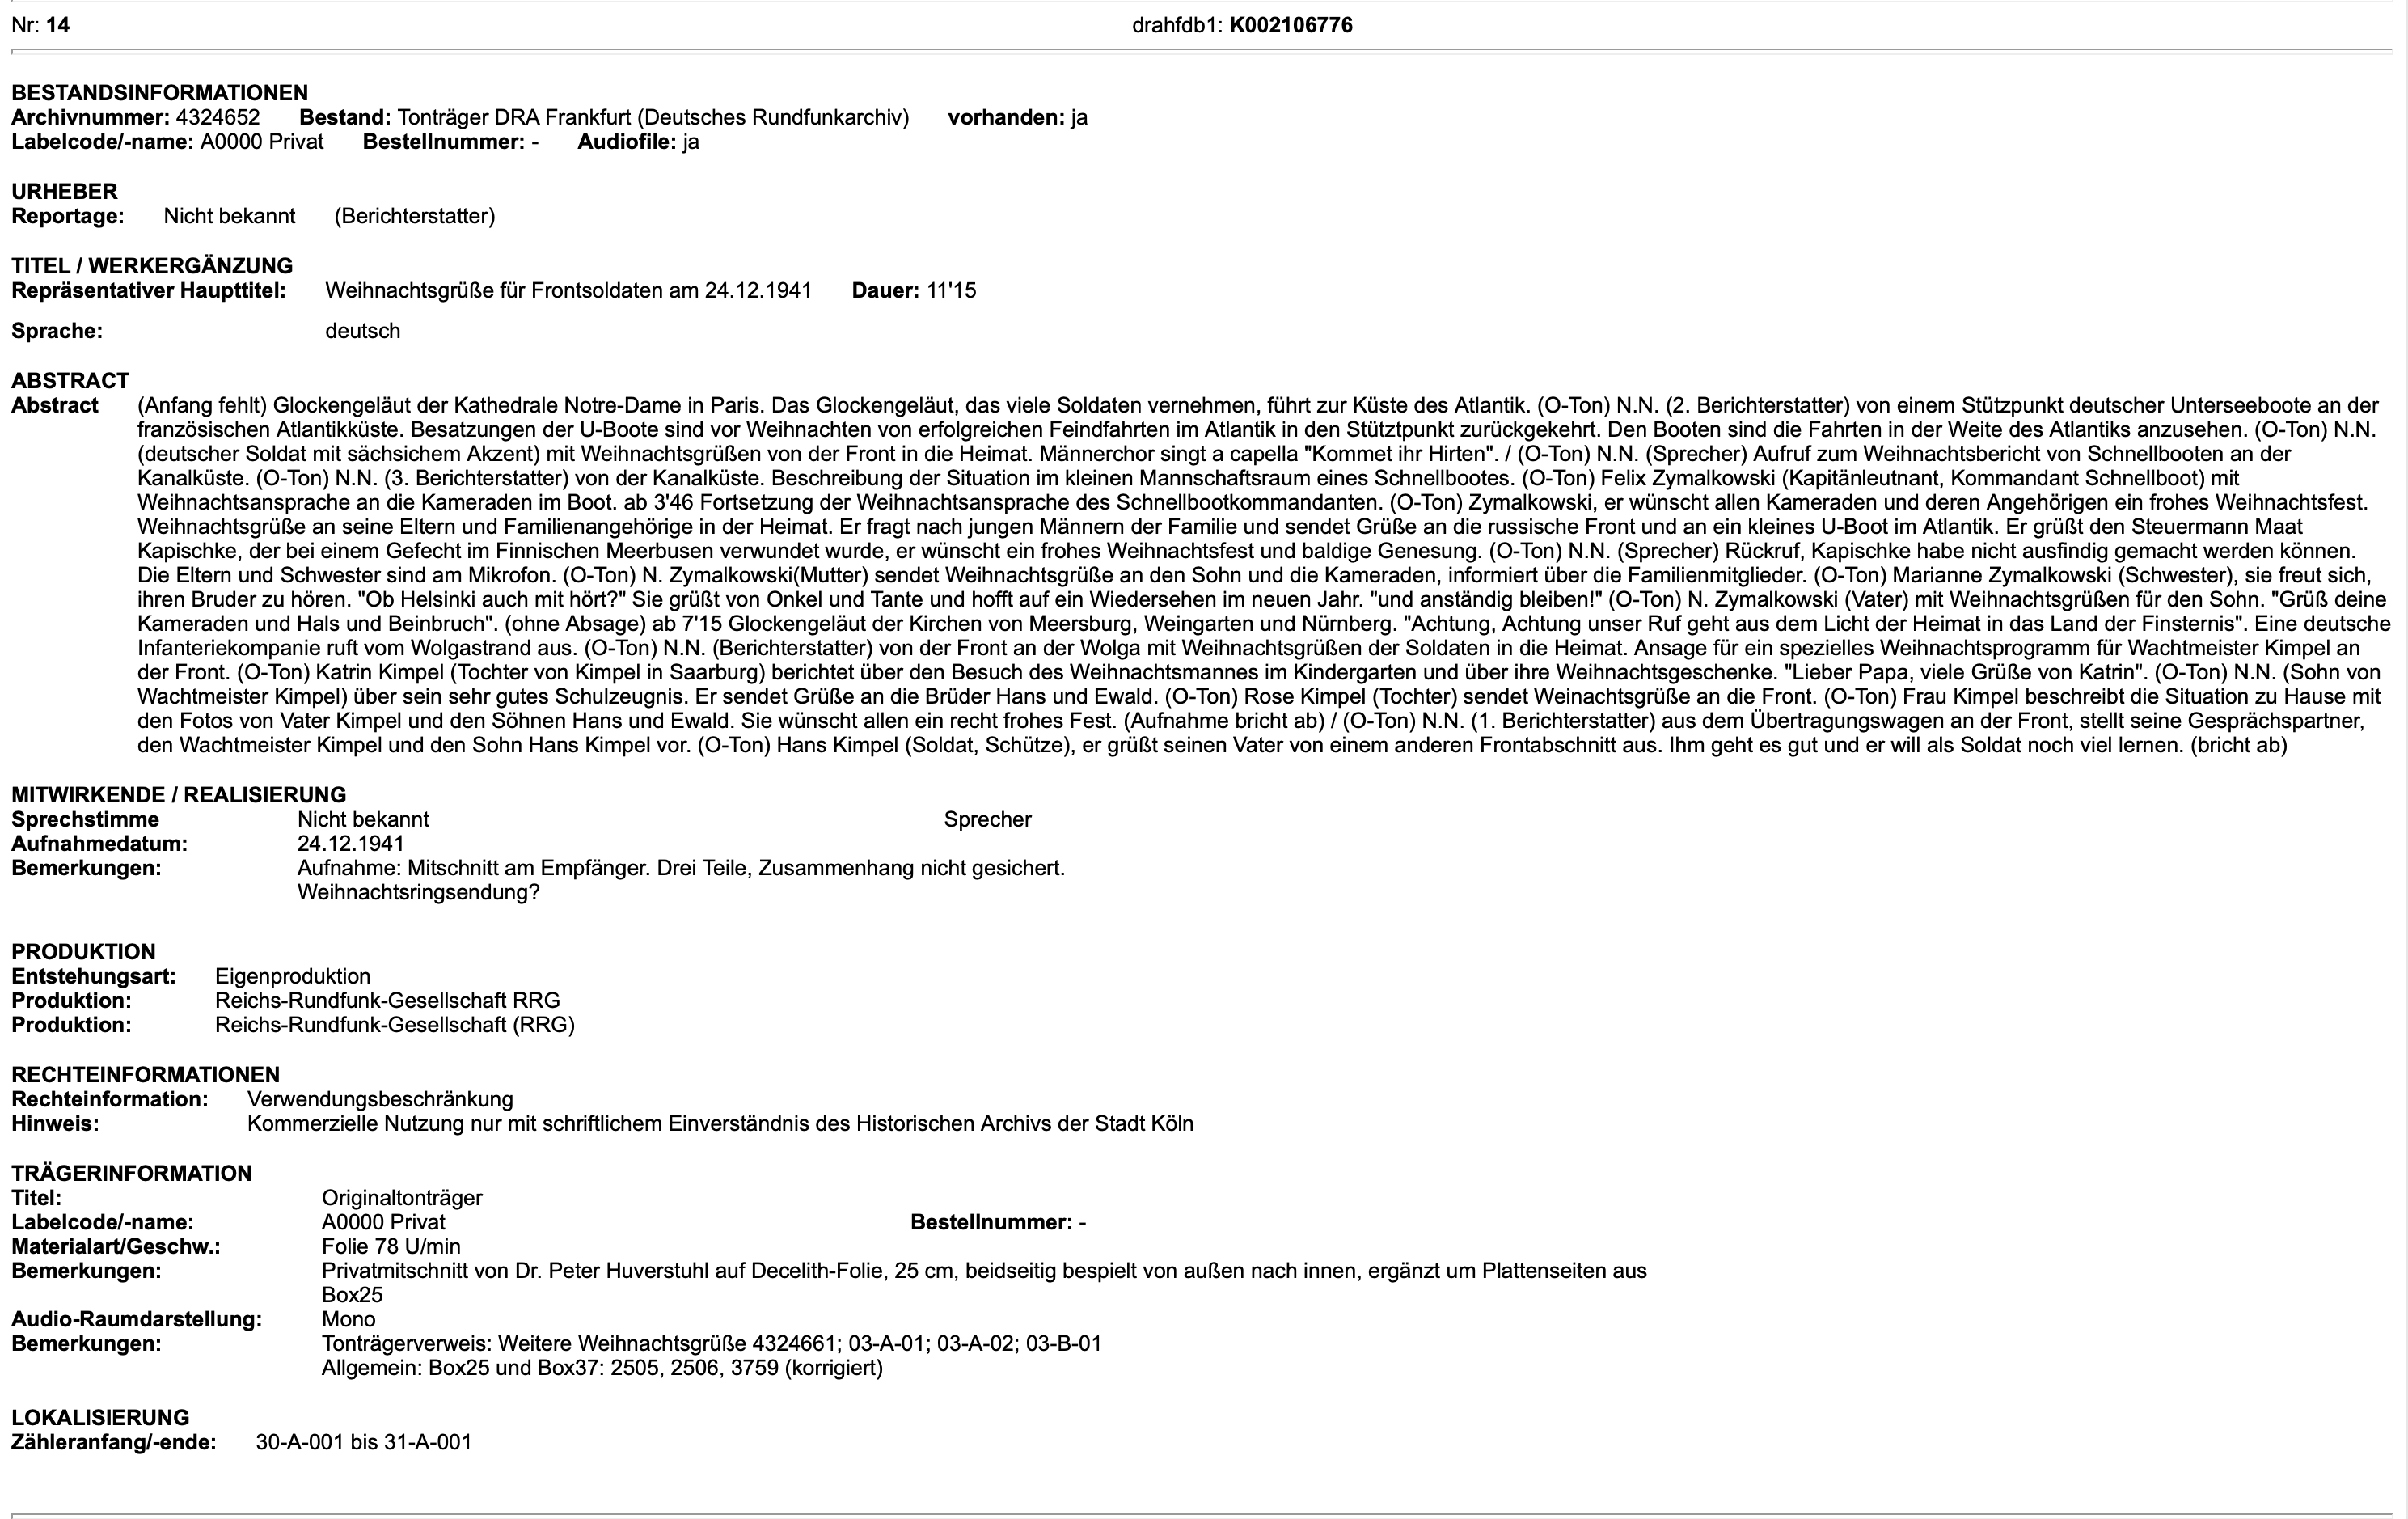 Nr: 14 drahfdb1: K002106776
BESTANDSINFORMATIONEN
Archivnummer: 4324652 Bestand: Tonträger DRA Frankfurt (Deutsches Rundfunkarchiv) vorhanden: ja
Labelcode/-name: A0000 Privat Bestellnummer: - Audiofile: ja
URHEBER
Reportage: Nicht bekannt (Berichterstatter)
TITEL / WERKERGÄNZUNG
Repräsentativer Haupttitel: Weihnachtsgrüße für Frontsoldaten am 24.12.1941 Dauer: 11'15
Sprache: deutsch
ABSTRACT
Abstract (Anfang fehlt) Glockengeläut der Kathedrale Notre-Dame in Paris. Das Glockengeläut, das viele Soldaten vernehmen, führt zur Küste des Atlantik. (O-Ton) N.N. (2. Berichterstatter) von einem Stützpunkt deutscher Unterseeboote an der
französischen Atlantikküste. Besatzungen der U-Boote sind vor Weihnachten von erfolgreichen Feindfahrten im Atlantik in den Stütztpunkt zurückgekehrt. Den Booten sind die Fahrten in der Weite des Atlantiks anzusehen. (O-Ton) N.N.
(deutscher Soldat mit sächsichem Akzent) mit Weihnachtsgrüßen von der Front in die Heimat. Männerchor singt a capella "Kommet ihr Hirten". / (O-Ton) N.N. (Sprecher) Aufruf zum Weihnachtsbericht von Schnellbooten an der
Kanalküste. (O-Ton) N.N. (3. Berichterstatter) von der Kanalküste. Beschreibung der Situation im kleinen Mannschaftsraum eines Schnellbootes. (O-Ton) Felix Zymalkowski (Kapitänleutnant, Kommandant Schnellboot) mit
Weihnachtsansprache an die Kameraden im Boot. ab 3'46 Fortsetzung der Weihnachtsansprache des Schnellbootkommandanten. (O-Ton) Zymalkowski, er wünscht allen Kameraden und deren Angehörigen ein frohes Weihnachtsfest.
Weihnachtsgrüße an seine Eltern und Familienangehörige in der Heimat. Er fragt nach jungen Männern der Familie und sendet Grüße an die russische Front und an ein kleines U-Boot im Atlantik. Er grüßt den Steuermann Maat
Kapischke, der bei einem Gefecht im Finnischen Meerbusen verwundet wurde, er wünscht ein frohes Weihnachtsfest und baldige Genesung. (O-Ton) N.N. (Sprecher) Rückruf, Kapischke habe nicht ausfindig gemacht werden können.
Die Eltern und Schwester sind am Mikrofon. (O-Ton) N. Zymalkowski(Mutter) sendet Weihnachtsgrüße an den Sohn und die Kameraden, informiert über die Familienmitglieder. (O-Ton) Marianne Zymalkowski (Schwester), sie freut sich,
ihren Bruder zu hören. "Ob Helsinki auch mit hört?" Sie grüßt von Onkel und Tante und hofft auf ein Wiedersehen im neuen Jahr. "und anständig bleiben!" (O-Ton) N. Zymalkowski (Vater) mit Weihnachtsgrüßen für den Sohn. "Grüß deine
Kameraden und Hals und Beinbruch". (ohne Absage) ab 7'15 Glockengeläut der Kirchen von Meersburg, Weingarten und Nürnberg. "Achtung, Achtung unser Ruf geht aus dem Licht der Heimat in das Land der Finsternis". Eine deutsche
Infanteriekompanie ruft vom Wolgastrand aus. (O-Ton) N.N. (Berichterstatter) von der Front an der Wolga mit Weihnachtsgrüßen der Soldaten in die Heimat. Ansage für ein spezielles Weihnachtsprogramm für Wachtmeister Kimpel an
der Front. (O-Ton) Katrin Kimpel (Tochter von Kimpel in Saarburg) berichtet über den Besuch des Weihnachtsmannes im Kindergarten und über ihre Weihnachtsgeschenke. "Lieber Papa, viele Grüße von Katrin". (O-Ton) N.N. (Sohn von
Wachtmeister Kimpel) über sein sehr gutes Schulzeugnis. Er sendet Grüße an die Brüder Hans und Ewald. (O-Ton) Rose Kimpel (Tochter) sendet Weinachtsgrüße an die Front. (O-Ton) Frau Kimpel beschreibt die Situation zu Hause mit
den Fotos von Vater Kimpel und den Söhnen Hans und Ewald. Sie wünscht allen ein recht frohes Fest. (Aufnahme bricht ab) / (O-Ton) N.N. (1. Berichterstatter) aus dem Übertragungswagen an der Front, stellt seine Gesprächspartner,
den Wachtmeister Kimpel und den Sohn Hans Kimpel vor. (O-Ton) Hans Kimpel (Soldat, Schütze), er grüßt seinen Vater von einem anderen Frontabschnitt aus. Ihm geht es gut und er will als Soldat noch viel lernen. (bricht ab)
MITWIRKENDE / REALISIERUNG
Sprechstimme Nicht bekannt Sprecher
Aufnahmedatum: 24.12.1941
Bemerkungen: Aufnahme: Mitschnitt am Empfänger. Drei Teile, Zusammenhang nicht gesichert.
Weihnachtsringsendung?
PRODUKTION
Entstehungsart: Eigenproduktion
Produktion: Reichs-Rundfunk-Gesellschaft RRG
Produktion: Reichs-Rundfunk-Gesellschaft (RRG)
RECHTEINFORMATIONEN
Rechteinformation: Verwendungsbeschränkung
Hinweis: Kommerzielle Nutzung nur mit schriftlichem Einverständnis des Historischen Archivs der Stadt Köln
TRÄGERINFORMATION
Titel: Originaltonträger
Labelcode/-name: A0000 Privat Bestellnummer: -
Materialart/Geschw.: Folie 78 U/min
Bemerkungen: Privatmitschnitt von Dr. Peter Huverstuhl auf Decelith-Folie, 25 cm, beidseitig bespielt von außen nach innen, ergänzt um Plattenseiten aus
Box25
Audio-Raumdarstellung: Mono
Bemerkungen: Tonträgerverweis: Weitere Weihnachtsgrüße 4324661; 03-A-01; 03-A-02; 03-B-01
Allgemein: Box25 und Box37: 2505, 2506, 3759 (korrigiert)
LOKALISIERUNG
Zähleranfang/-ende: 30-A-001 bis 31-A-001